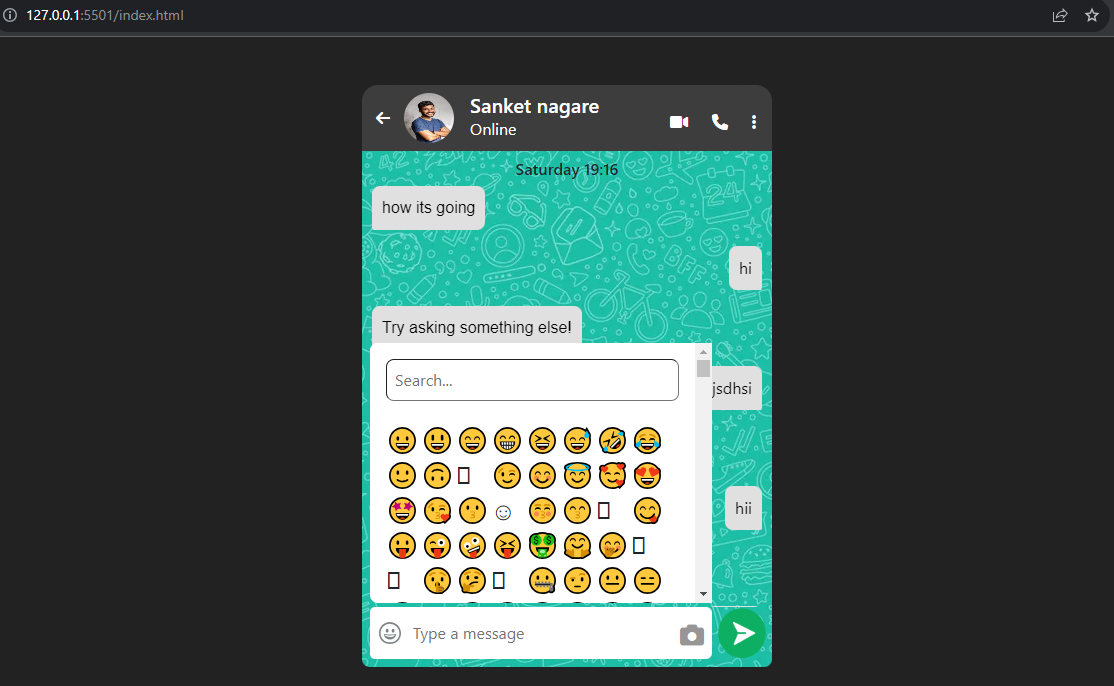 127.0.0.1:5501/index.html
Sanket nagare
Online
Saturday 19:16
how its going
hi
Try asking something else!
Search...
jsdhsi
hii
Type a message